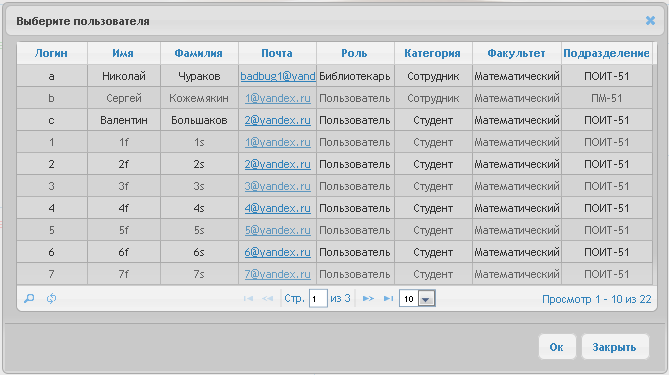 Выберите пользователя
Логин Имя Фамилия Почта Роль Категория Факультет Подразделение
a Николай Чураков badbug1@yand Библиотекарь Сотрудник Математический ПОИТ-51
b Сергей Кожемякин 1@yandex.ru Пользователь Сотрудник Математический ПМ-51
c Валентин Большаков 2@yandex.ru Пользователь Студент Математический ПОИТ-51
1 1f 1s 1@yandex.ru Пользователь Студент Математический ПОИТ-51
2 2f 2s 2@yandex.ru Пользователь Студент Математический ПОИТ-51
3 3f 3s 3@yandex.ru Пользователь Студент Математический ПОИТ-51
4 4f 4s 4@yandex.ru Пользователь Студент Математический ПОИТ-51
5 5f 5s 5@yandex.ru Пользователь Студент Математический ПОИТ-51
6 6f 6s 6@yandex.ru Пользователь Студент Математический ПОИТ-51
7 7f 7s 7@yandex.ru Пользователь Студент Математический ПОИТ-51
Стр. 1 из 3 10 Просмотр 1 - 10 из 22
Ок Закрыть